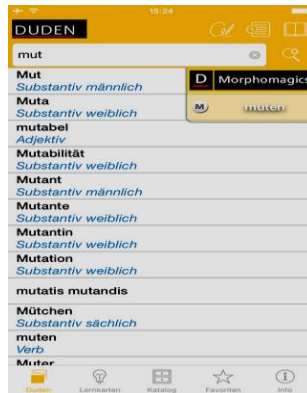 15:24
DUDEN
mut
Mut
Substantiv männlich
D Morphomagics
M muten
Muta
Substantiv weiblich
mutabel
Adjektiv
Mutabilität
Substantiv weiblich
Mutant
Substantiv männlich
Mutante
Substantiv weiblich
Mutantin
Substantiv weiblich
Mutation
Substantiv weiblich
mutatis mutandis
Mütchen
Substantiv sächlich
muten
Verb
Muter
Duden Lernkarten Katalog Favoriten Info